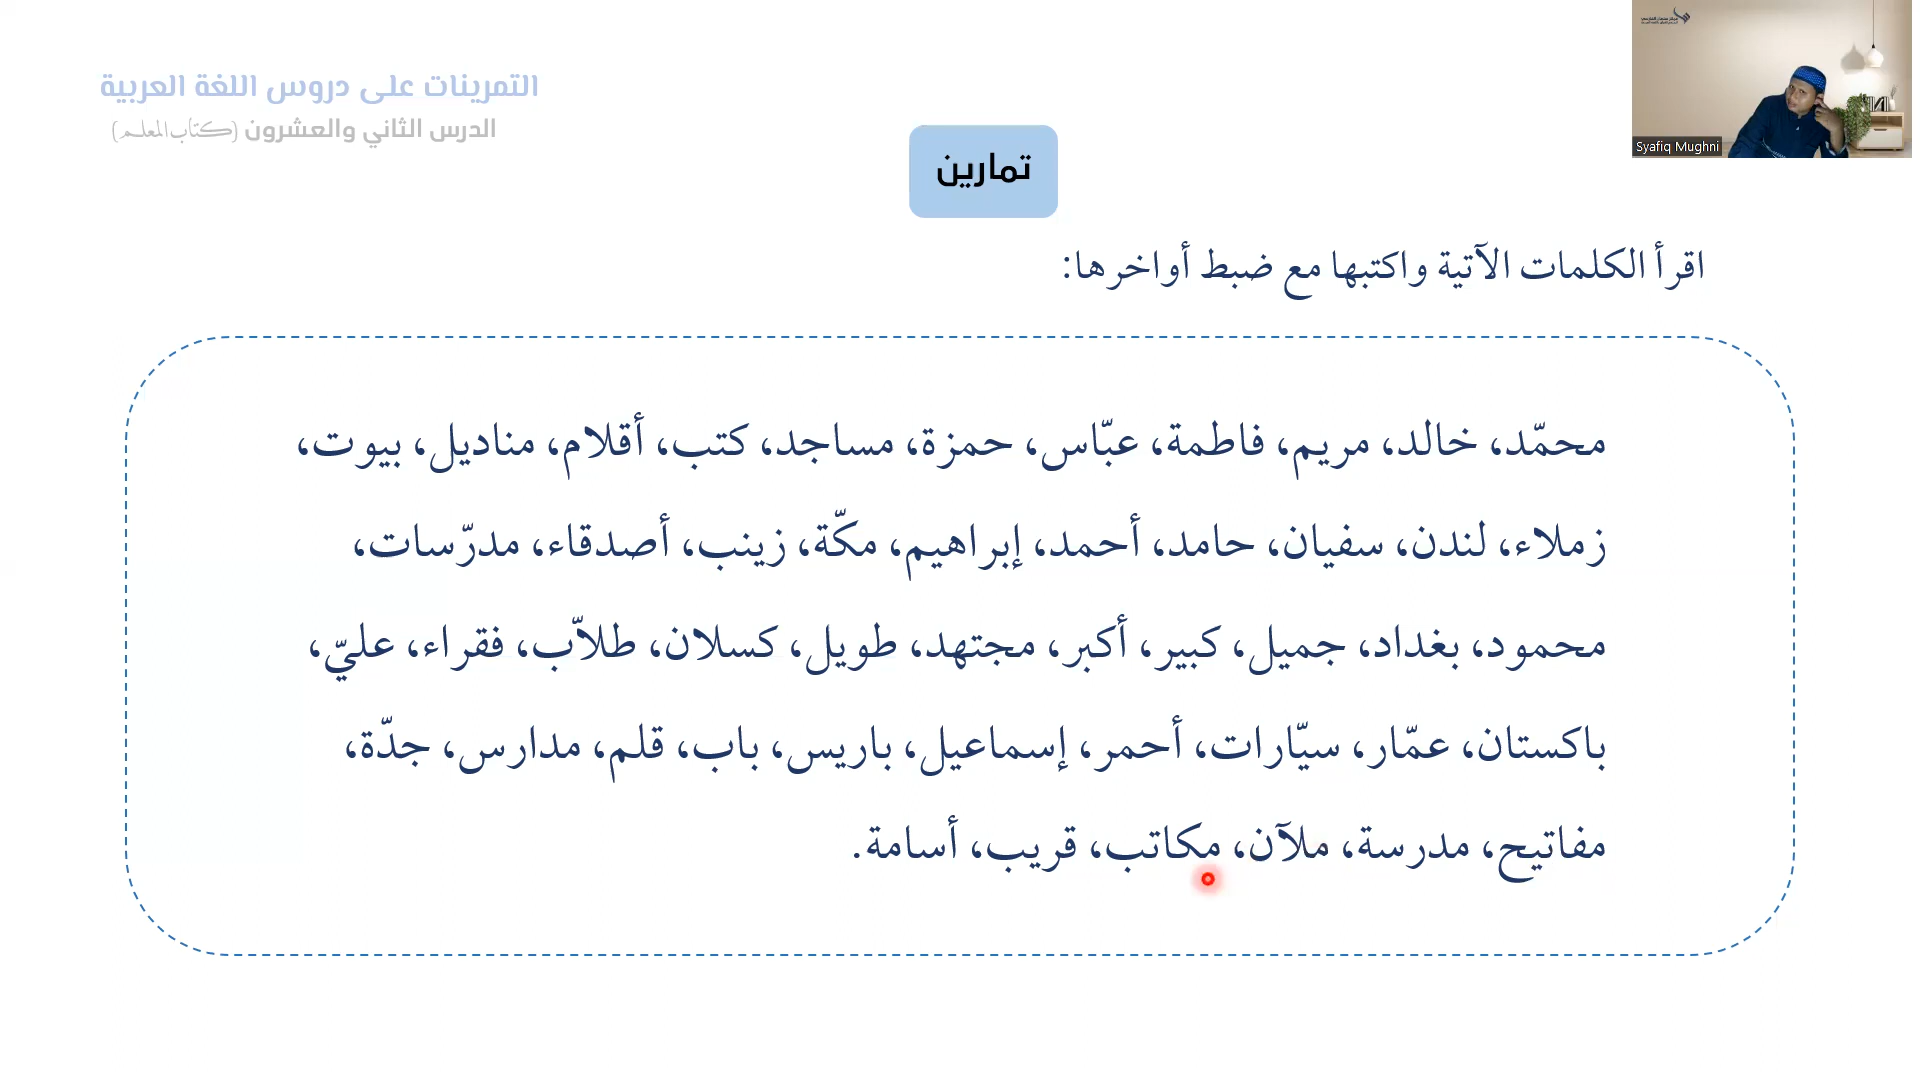 التمرينات على دروس اللغة العربية
الدرس الثاني والعشرون (كتاب المعلم)
Syafiq Mughni
تمارين
اقرأ الكلمات الآتية واكتبها مع ضبط أواخرها:
محمّد، خالد، مريم، فاطمة، عبّاس، حمزة، مساجد، كتب، أقلام، مناديل، بيوت،
زملاء، لندن، سفيان، حامد، أحمد، إبراهيم، مكّة، زينب، أصدقاء، مدرّسات،
محمود، بغداد، جميل، كبير، أكبر، مجتهد، طويل، كسلان، طلاّب، فقراء، عليّ،
باكستان، عمّار، سيّارات، أحمر، إسماعيل، باريس، باب، قلم، مدارس، جدّة،
مفاتيح، مدرسة، ملآن، مكاتب، قريب، أسامة.